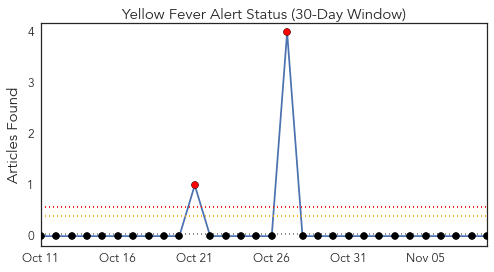 Yellow Fever Alert Status (30-Day Window)
Articles Found
4
3
2
1
0
Oct 11 Oct 16 Oct 21 Oct 26 Oct 31 Nov 05